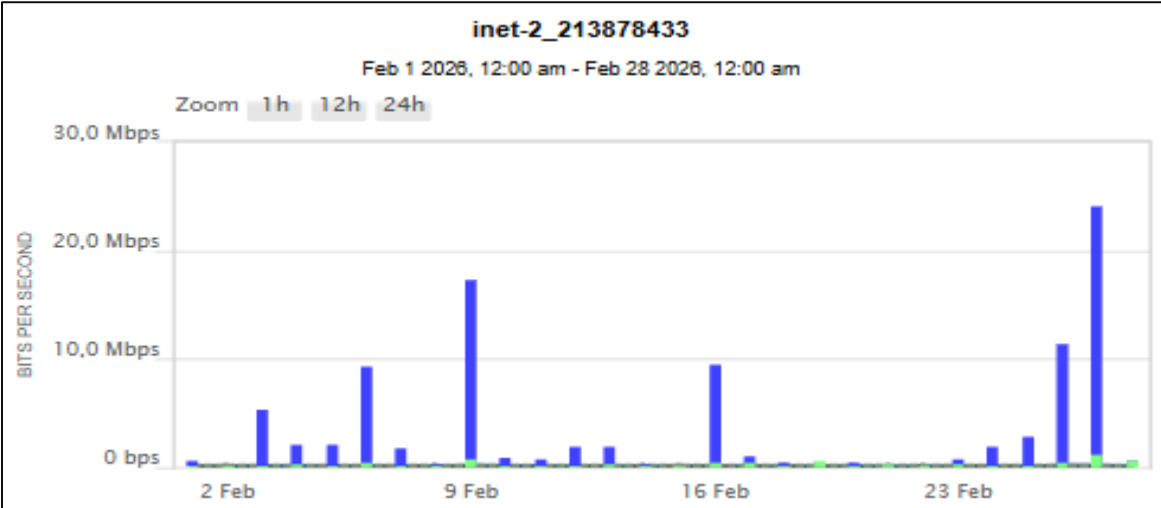 inet-2_213878433
Feb 1 2026, 12:00 am - Feb 28 2026, 12:00 am
Zoom 1h 12h 24h
30,0 Mbps
20,0 Mbps
10,0 Mbps
0 bps
BITS PER SECOND
2 Feb 9 Feb 16 Feb 23 Feb